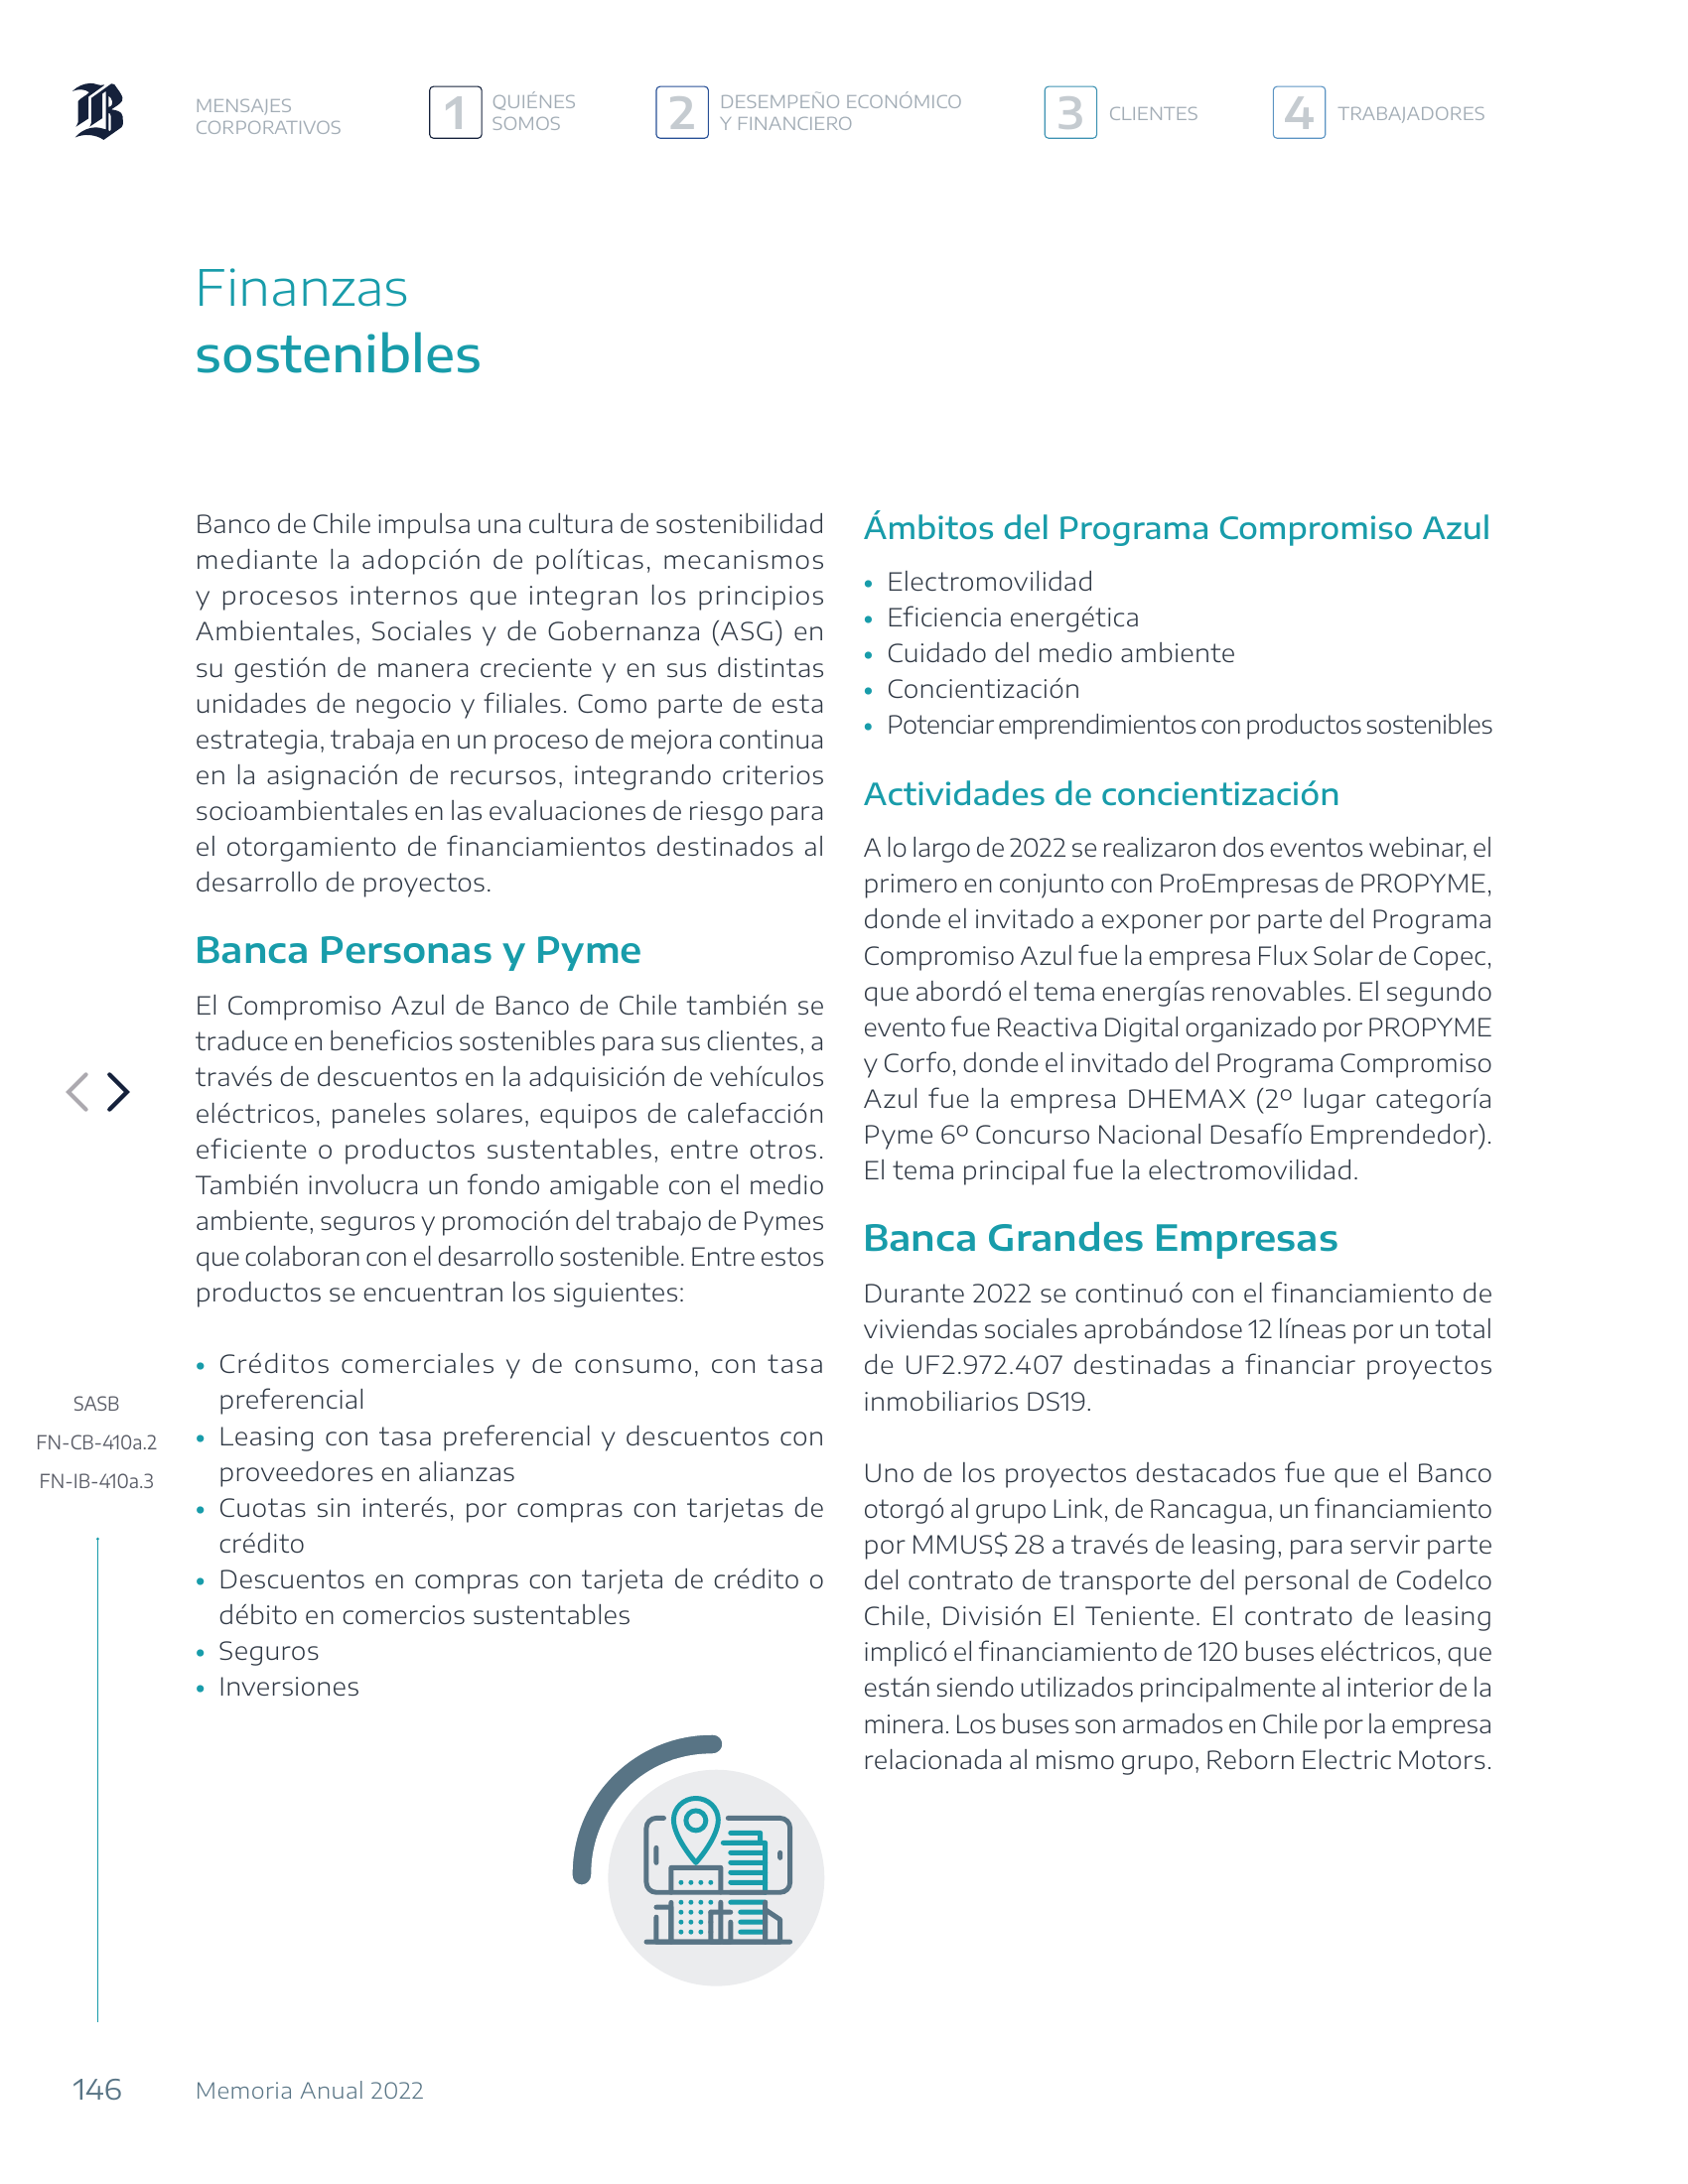 MENSAJES
CORPORATIVOS
1
QUIÉNES
SOMOS
2
DESEMPEÑO ECONÓMICO
Y FINANCIERO
3
CLIENTES
4
TRABAJADORES
Finanzas
sostenibles
Banco de Chile impulsa una cultura de sostenibilidad
mediante la adopción de políticas, mecanismos
y procesos internos que integran los principios
Ambientales, Sociales y de Gobernanza (ASG) en
su gestión de manera creciente y en sus distintas
unidades de negocio y filiales. Como parte de esta
estrategia, trabaja en un proceso de mejora continua
en la asignación de recursos, integrando criterios
socioambientales en las evaluaciones de riesgo para
el otorgamiento de financiamientos destinados al
desarrollo de proyectos.
Banca Personas y Pyme
El Compromiso Azul de Banco de Chile también se
traduce en beneficios sostenibles para sus clientes, a
través de descuentos en la adquisición de vehículos
eléctricos, paneles solares, equipos de calefacción
eficiente o productos sustentables, entre otros.
También involucra un fondo amigable con el medio
ambiente, seguros y promoción del trabajo de Pymes
que colaboran con el desarrollo sostenible. Entre estos
productos se encuentran los siguientes:
• Créditos comerciales y de consumo, con tasa
preferencial
• Leasing con tasa preferencial y descuentos con
proveedores en alianzas
• Cuotas sin interés, por compras con tarjetas de
crédito
• Descuentos en compras con tarjeta de crédito o
débito en comercios sustentables
• Seguros
• Inversiones
Ámbitos del Programa Compromiso Azul
• Electromovilidad
• Eficiencia energética
• Cuidado del medio ambiente
• Concientización
• Potenciar emprendimientos con productos sostenibles
Actividades de concientización
A lo largo de 2022 se realizaron dos eventos webinar, el
primero en conjunto con ProEmpresas de PROPYME,
donde el invitado a exponer por parte del Programa
Compromiso Azul fue la empresa Flux Solar de Copec,
que abordó el tema energías renovables. El segundo
evento fue Reactiva Digital organizado por PROPYME
y Corfo, donde el invitado del Programa Compromiso
Azul fue la empresa DHEMAX (2º lugar categoría
Pyme 6º Concurso Nacional Desafío Emprendedor).
El tema principal fue la electromovilidad.
Banca Grandes Empresas
Durante 2022 se continuó con el financiamiento de
viviendas sociales aprobándose 12 líneas por un total
de UF2.972.407 destinadas a financiar proyectos
inmobiliarios DS19.
Uno de los proyectos destacados fue que el Banco
otorgó al grupo Link, de Rancagua, un financiamiento
por MMUS$ 28 a través de leasing, para servir parte
del contrato de transporte del personal de Codelco
Chile, División El Teniente. El contrato de leasing
implicó el financiamiento de 120 buses eléctricos, que
están siendo utilizados principalmente al interior de la
minera. Los buses son armados en Chile por la empresa
relacionada al mismo grupo, Reborn Electric Motors.
SASB
FN-CB-410a.2
FN-IB-410a.3
146
Memoria Anual 2022